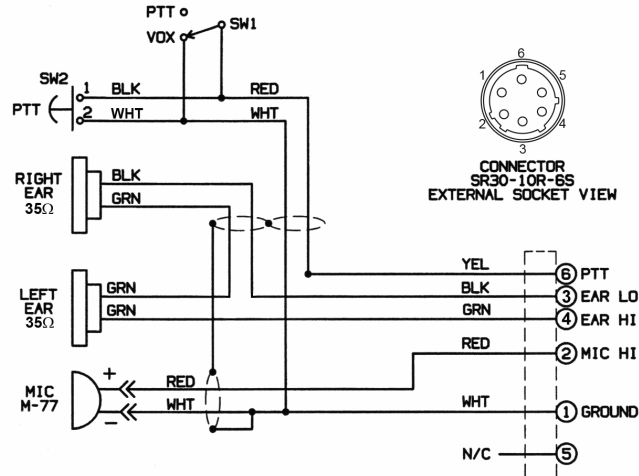 PTT
VOX
SW1
SW2
PTT
1
BLK
RED
2
WHT
WHT
6
1
5
2
4
3
CONNECTOR
SR30-10R-6S
EXTERNAL SOCKET VIEW
RIGHT
EAR
35Ω
BLK
GRN
LEFT
EAR
35Ω
GRN
GRN
YEL
6 PTT
BLK
3 EAR LO
GRN
4 EAR HI
RED
2 MIC HI
MIC
M-77
+
RED
-
WHT
WHT
1 GROUND
N/C
5